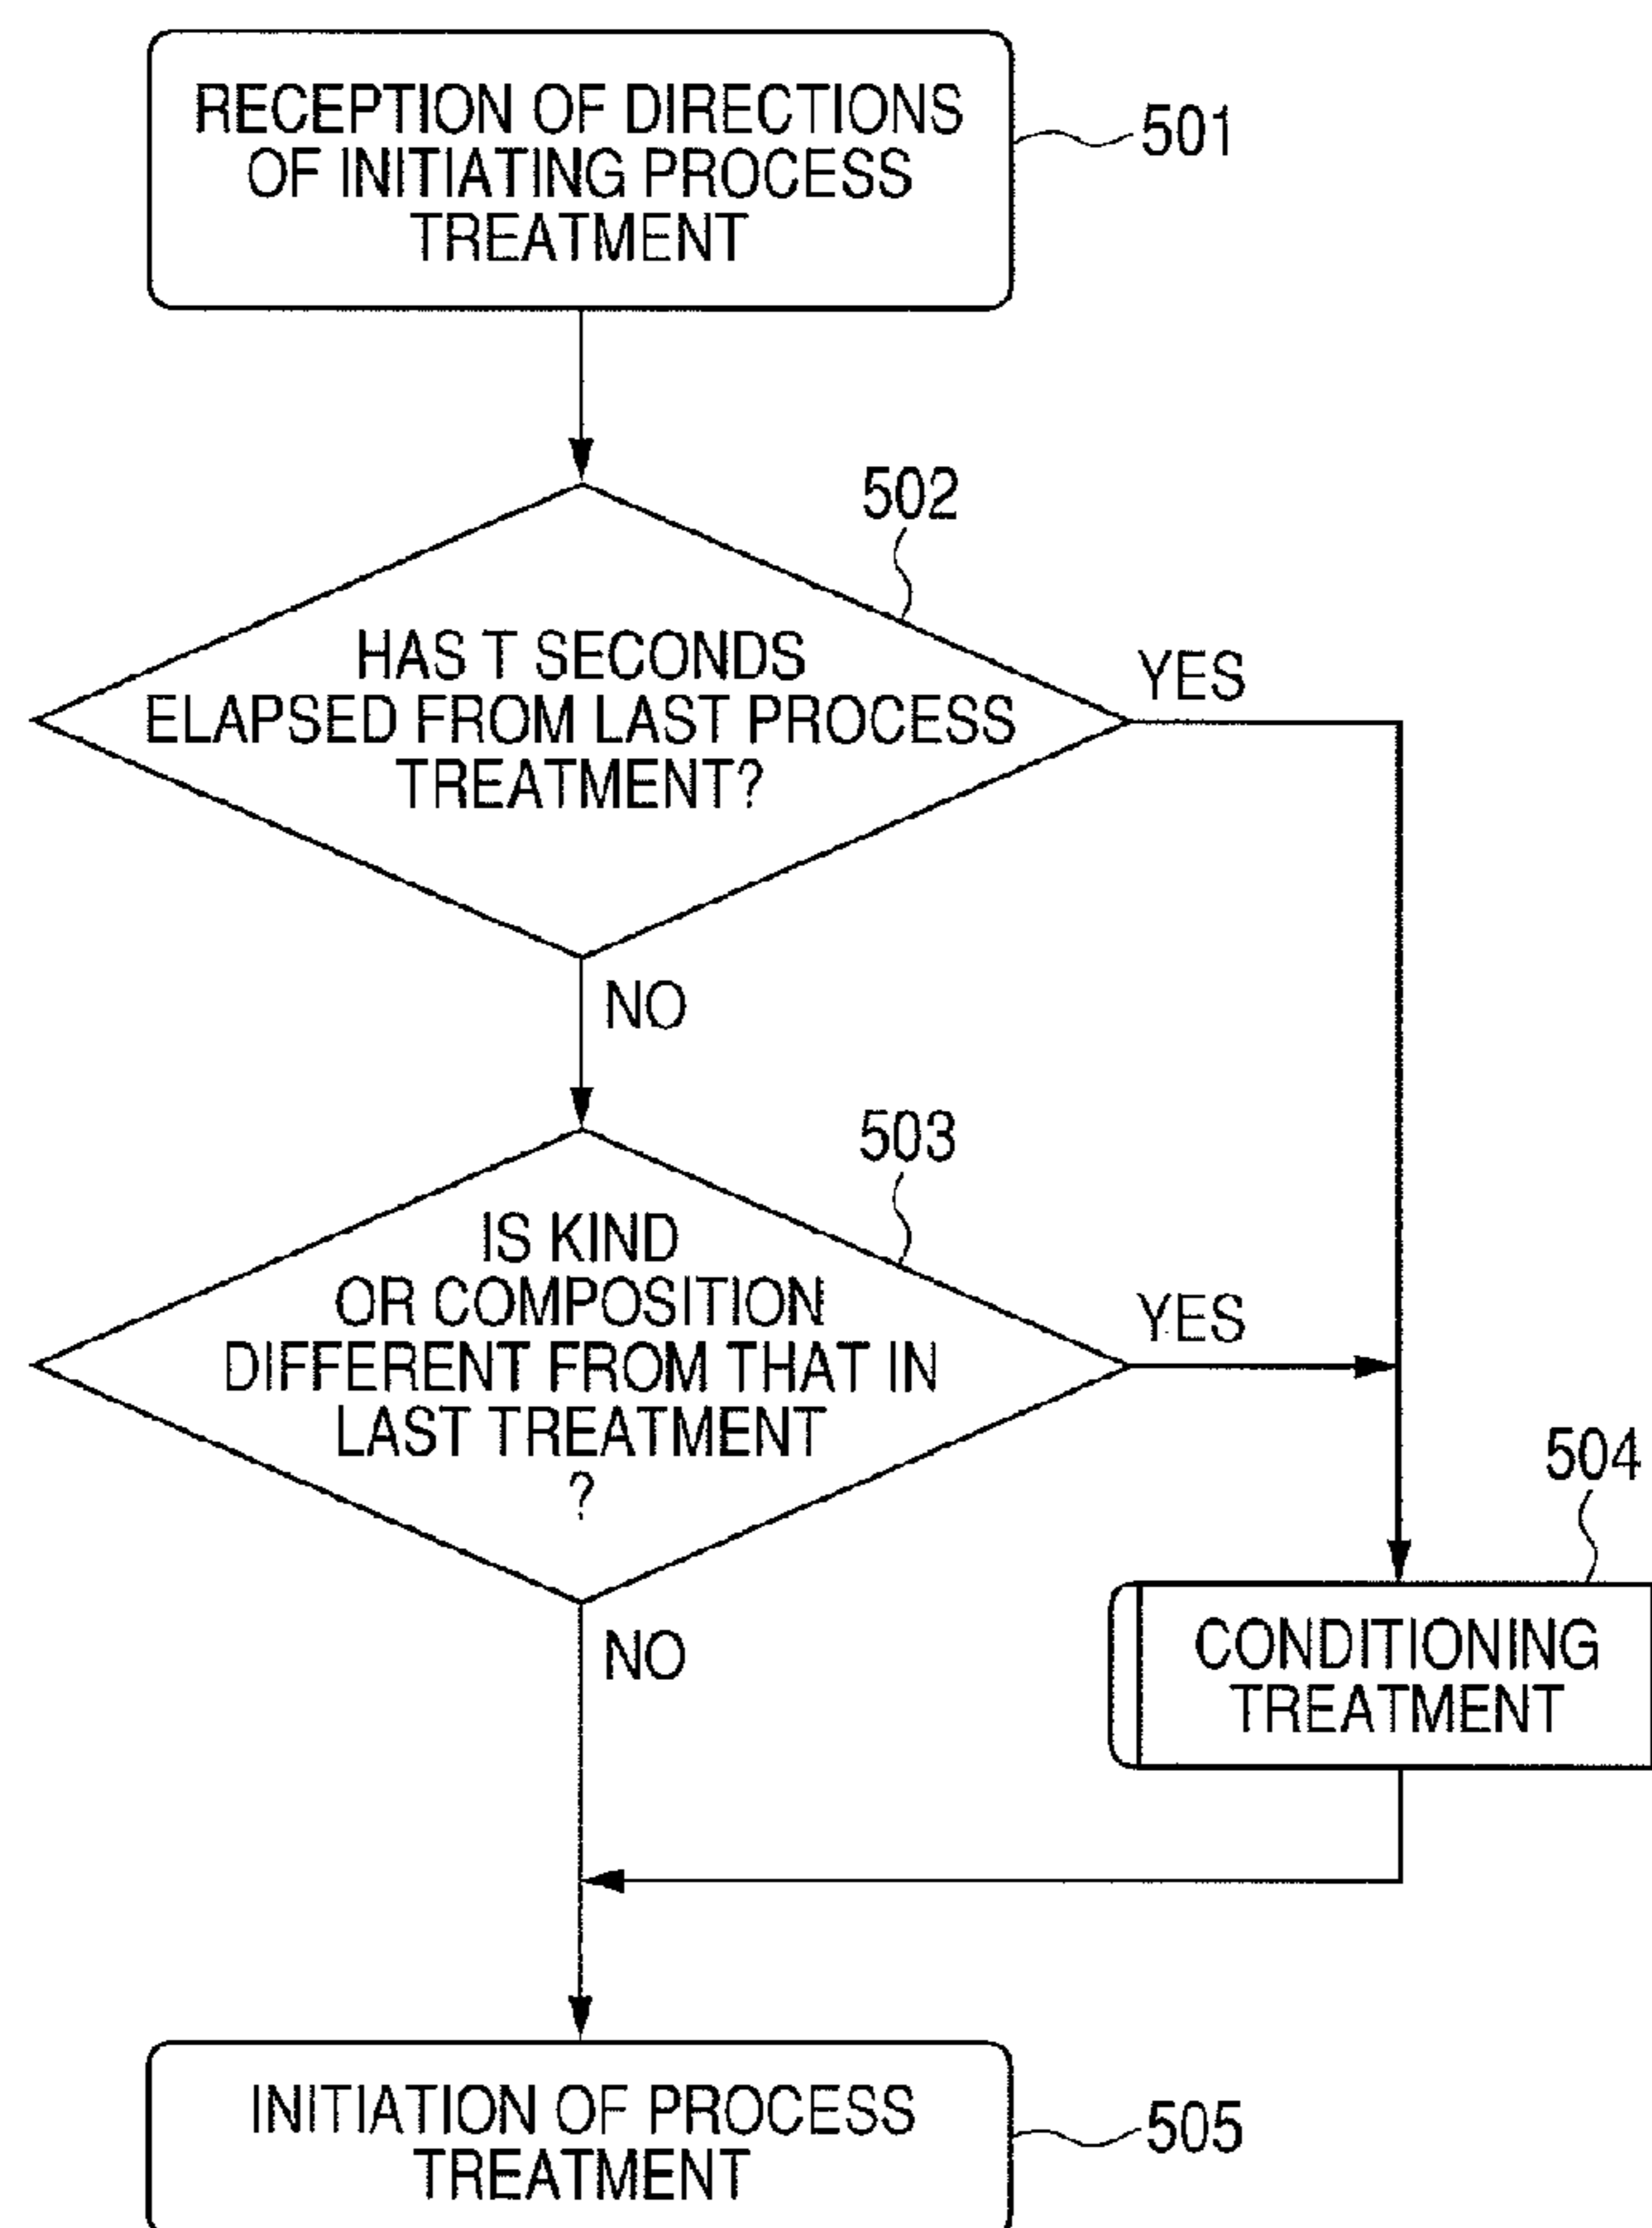 RECEPTION OF DIRECTIONS
OF INITIATING PROCESS
TREATMENT
501
502
HAS T SECONDS
ELAPSED FROM LAST PROCESS
TREATMENT?
YES
NO
503
IS KIND
OR COMPOSITION
DIFFERENT FROM THAT IN
LAST TREATMENT
?
YES
NO
504
CONDITIONING
TREATMENT
INITIATION OF PROCESS
TREATMENT
505